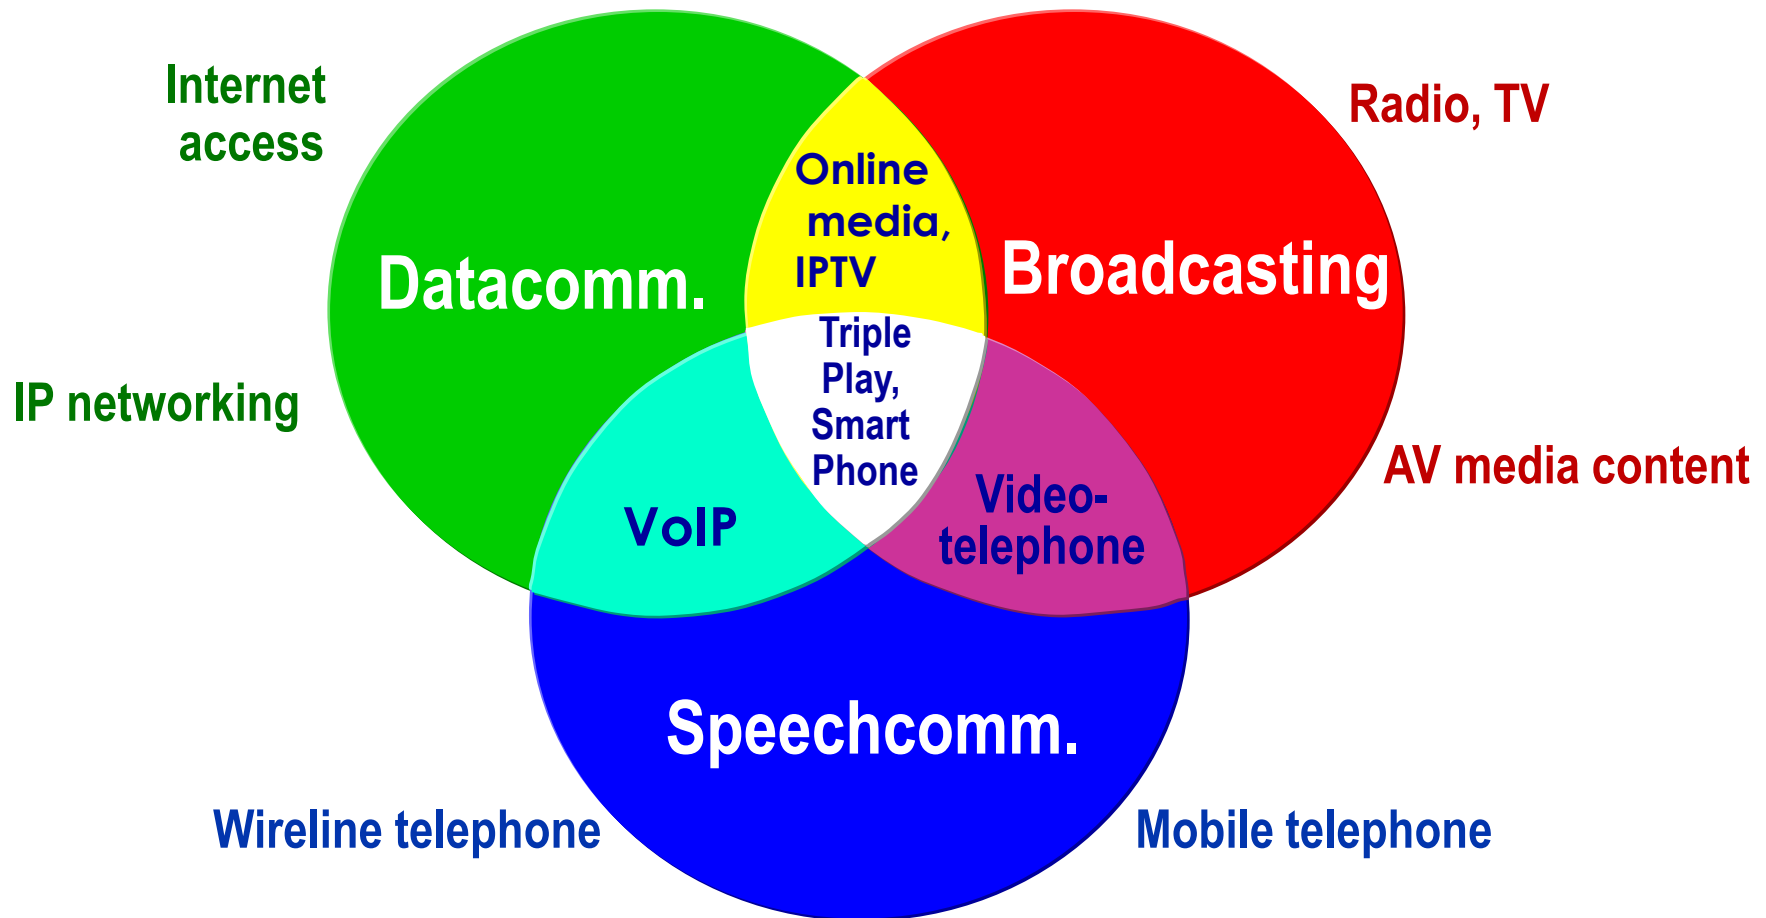 Internet
access
Radio, TV
Online
media,
IPTV
Datacomm.
Broadcasting
Triple
Play,
Smart
Phone
IP networking
AV media content
VoIP
Video-
telephone
Speechcomm.
Wireline telephone
Mobile telephone